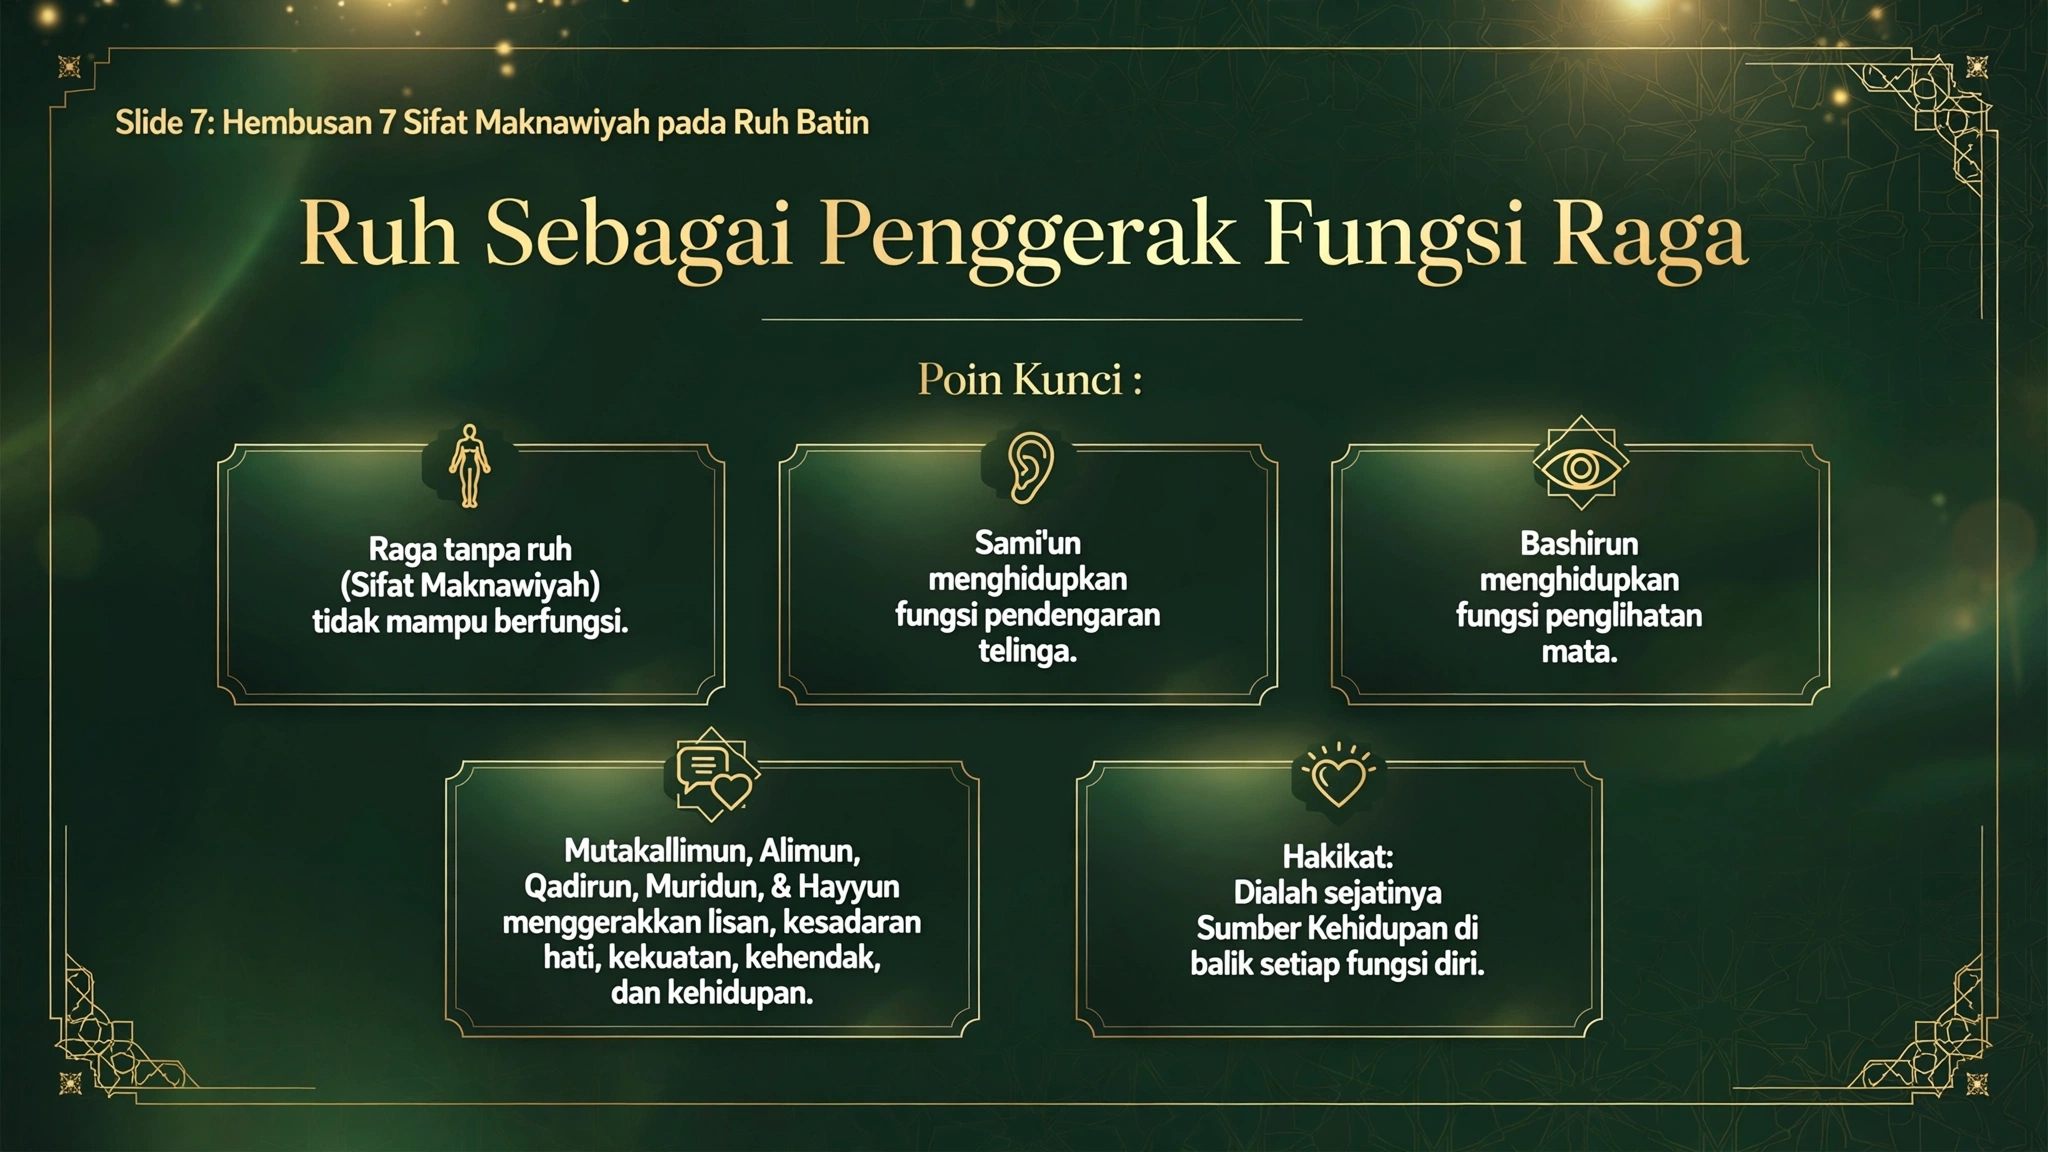 Slide 7: Hembusan 7 Sifat Maknawiyah pada Ruh Batin
Ruh Sebagai Penggerak Fungsi Raga
Poin Kunci :
Raga tanpa ruh
(Sifat Maknawiyah)
tidak mampu berfungsi.
Sami'un
menghidupkan
fungsi pendengaran
telinga.
Bashirun
menghidupkan
fungsi penglihatan
mata.
Mutakallimun, Alimun,
Qadirun, Muridun, & Hayyun
menggerakkan lisan, kesadaran
hati, kekuatan, kehendak,
dan kehidupan.
Hakikat:
Dialah sejatinya
Sumber Kehidupan di
balik setiap fungsi diri.